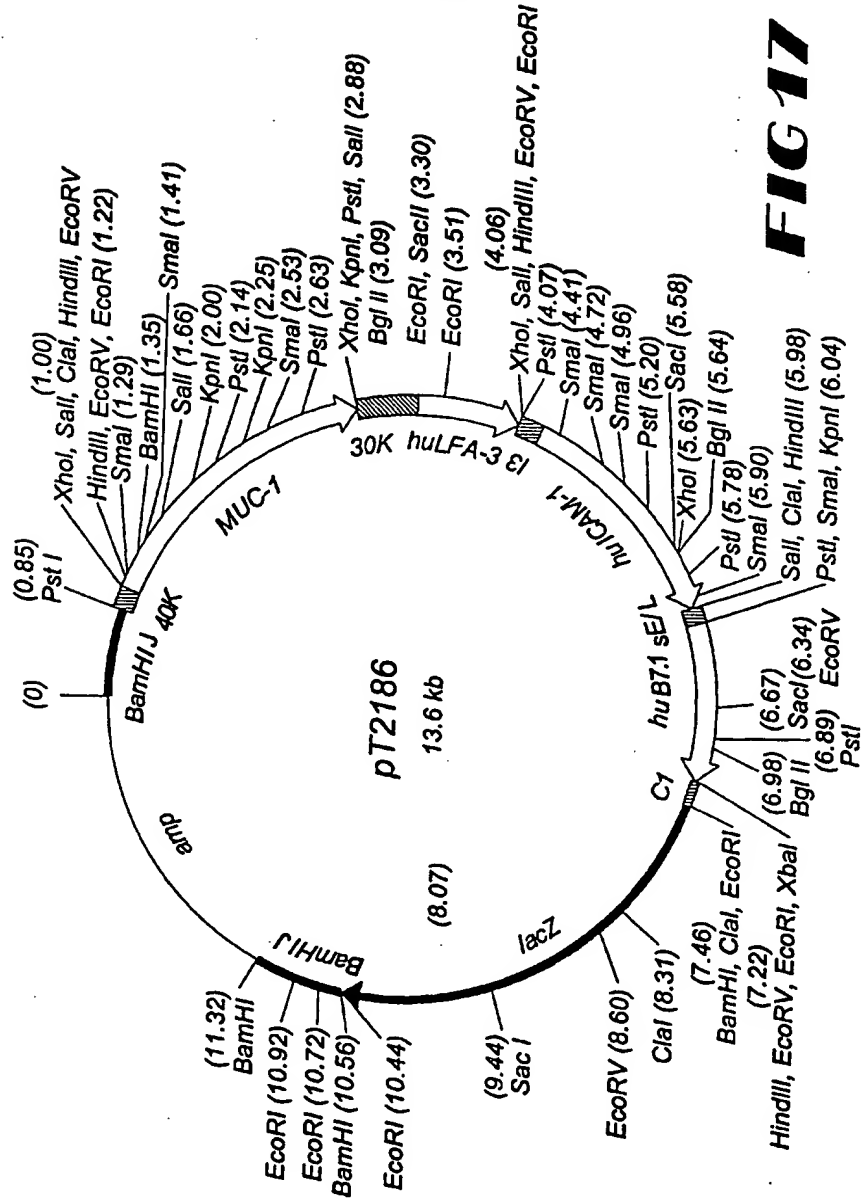 (0)
(0.85)
Pst I
(1.00)
XhoI, SalI, ClaI, HindIII, EcoRV
HindIII, EcoRV, EcoRI (1.22)
SmaI (1.29)
BamHI (1.35)
SmaI (1.41)
SalI (1.66)
KpnI (2.00)
PstI (2.14)
KpnI (2.25)
SmaI (2.53)
PstI (2.63)
XhoI, KpnI, PstI, SalI (2.88)
Bgl II (3.09)
EcoRI, SacII (3.30)
EcoRI (3.51)
(4.06)
XhoI, SalI, HindIII, EcoRV, EcoRI
PstI (4.07)
SmaI (4.41)
SmaI (4.72)
SmaI (4.96)
PstI (5.20)
SacI (5.58)
XhoI (5.63)
Bgl II (5.64)
PstI (5.78)
SmaI (5.90)
SalI, ClaI, HindIII (5.98)
PstI, SmaI, KpnI (6.04)
EcoRV
(6.34)
SacI
(6.67)
PstI
(6.89)
Bgl II
(6.98)
HindIII, EcoRV, EcoRI, XbaI
(7.22)
BamHI, ClaI, EcoRI
(7.46)
ClaI (8.31)
EcoRV (8.60)
Sac I
(9.44)
EcoRI (10.44)
BamHI (10.56)
EcoRI (10.72)
EcoRI (10.92)
BamHI
(11.32)
BamHI J
40K
MUC-1
30K
huLFA-3
I3
huICAM-1
sE/L
huB7.1
C1
lacZ
(8.07)
BamHI J
amp
pT2186
13.6 kb
FIG 17